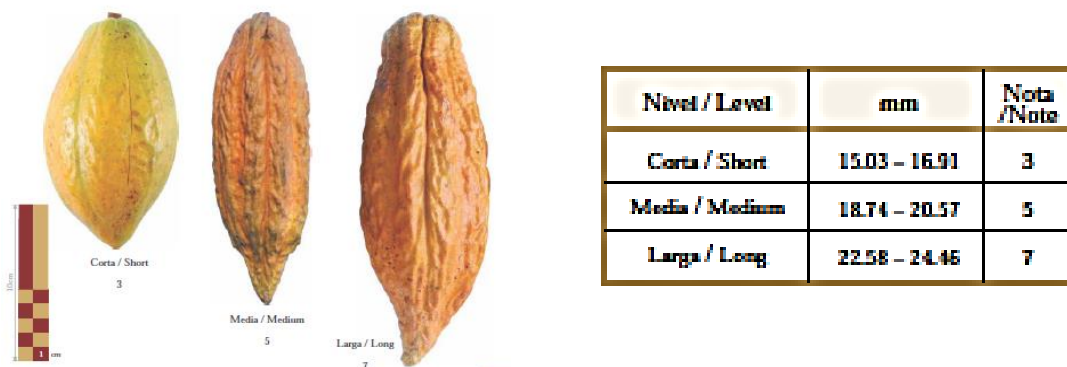 Corta / Short
3
Media / Medium
5
Larga / Long
7
10cm
1 cm
Nivel / Level mm Nota /Note
Corta / Short 15.03 – 16.91 3
Media / Medium 18.74 – 20.57 5
Larga / Long 22.58 – 24.46 7